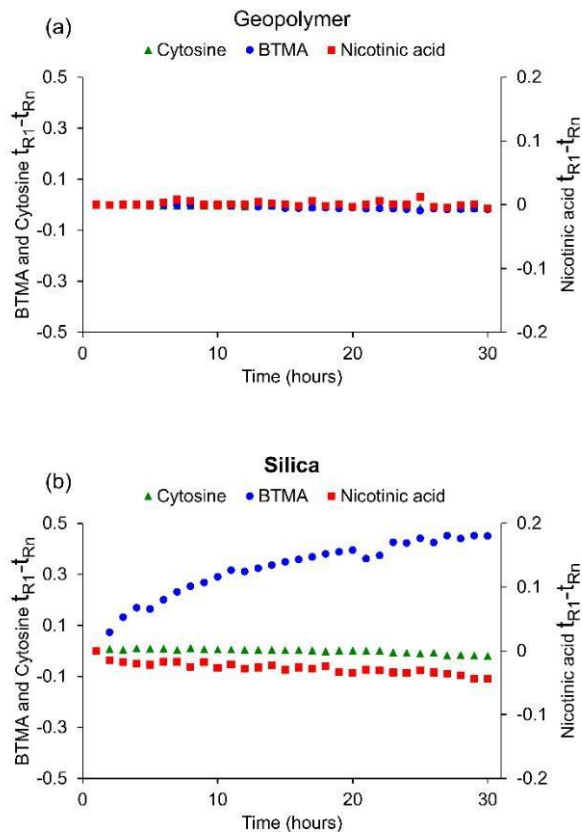 (a) Geopolymer
Cytosine BTMA Nicotinic acid
0.5 0.2
0.3 0.1
0.1
-0.1 0
-0.3 -0.1
-0.5 -0.2
0 10 20 30
Time (hours)
BTMA and Cytosine tR1-tRn
Nicotinic acid tR1-tRn
(b) Silica
Cytosine BTMA Nicotinic acid
0.5 0.2
0.3 0.1
0.1 0
-0.1
-0.3 -0.1
-0.5 -0.2
0 10 20 30
Time (hours)
BTMA and Cytosine tR1-tRn
Nicotinic acid tR1-tRn